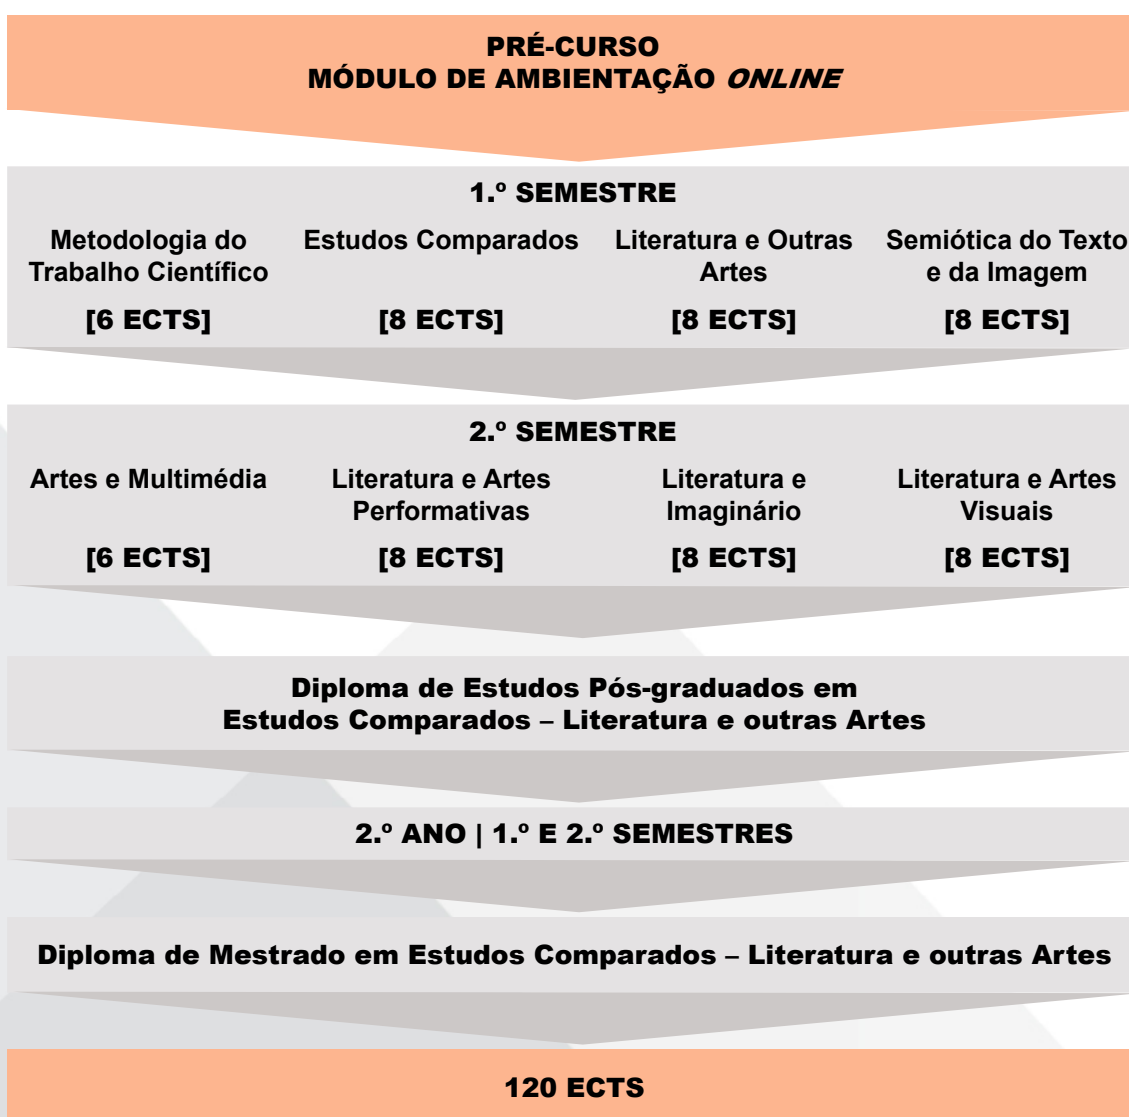 PRÉ-CURSO
MÓDULO DE AMBIENTAÇÃO ONLINE
1.º SEMESTRE
Metodologia do
Trabalho Científico
[6 ECTS]
Estudos Comparados
[8 ECTS]
Literatura e Outras
Artes
[8 ECTS]
Semiótica do Texto
e da Imagem
[8 ECTS]
2.º SEMESTRE
Artes e Multimédia
[6 ECTS]
Literatura e Artes
Performativas
[8 ECTS]
Literatura e
Imaginário
[8 ECTS]
Literatura e Artes
Visuais
[8 ECTS]
Diploma de Estudos Pós-graduados em
Estudos Comparados – Literatura e outras Artes
2.º ANO | 1.º E 2.º SEMESTRES
Diploma de Mestrado em Estudos Comparados – Literatura e outras Artes
120 ECTS